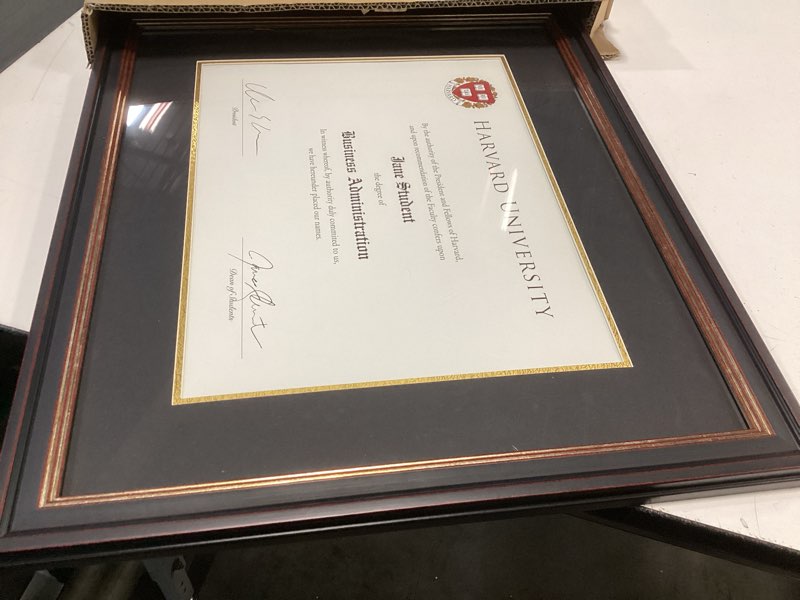 HARVARD UNIVERSITY
By the authority of the President and Fellows of Harvard,
and upon recommendation of the Faculty confers upon
Jane Student
the degree of
Business Administration
In witness whereof, by authority duly committed to us,
we have hereunder placed our names.
President
Dean of Students